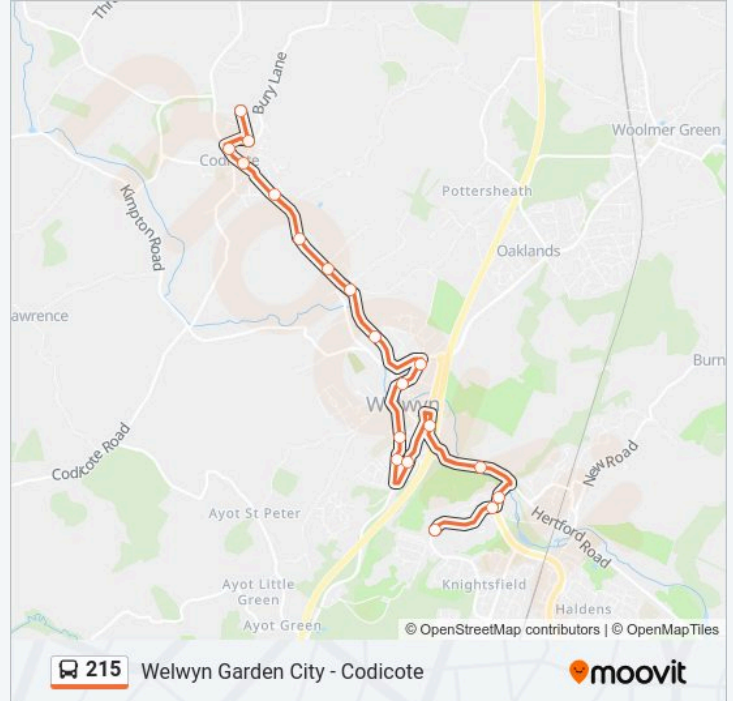 Thr
Bury Lane
Woolmer Green
Codicote
Kimpton Road
Pottersheath
Oaklands
awrence
Burn
Welwyn
New Road
Codicote Road
Ayot St Peter
Hertford Road
Ayot Little
Green
Knightsfield
Haldens
Ayot Green
© OpenStreetMap contributors | © OpenMapTiles
215 Welwyn Garden City - Codicote
moovit